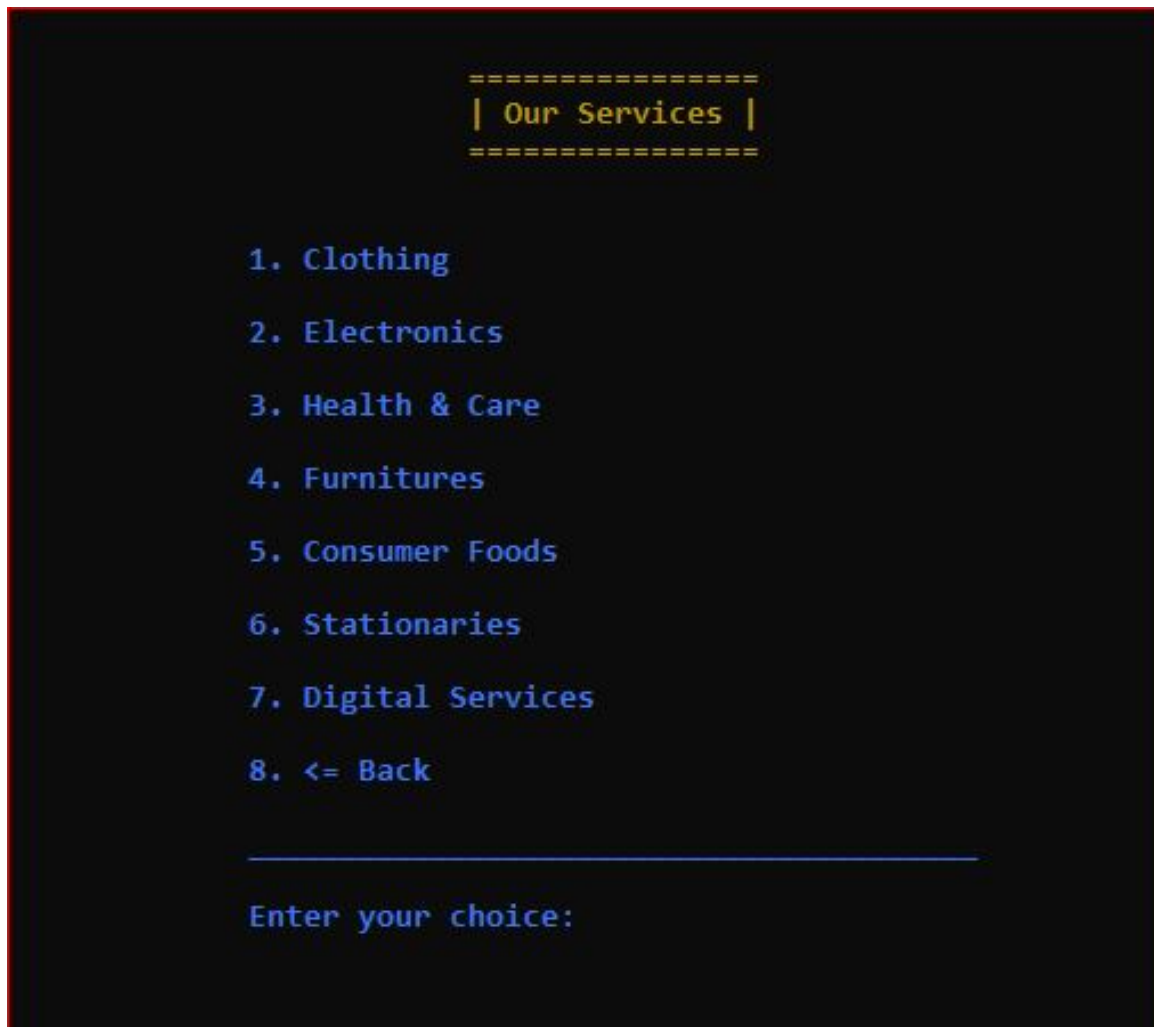 ================
| Our Services |
================
1. Clothing
2. Electronics
3. Health & Care
4. Furnitures
5. Consumer Foods
6. Stationaries
7. Digital Services
8. <= Back
________________________________________
Enter your choice: